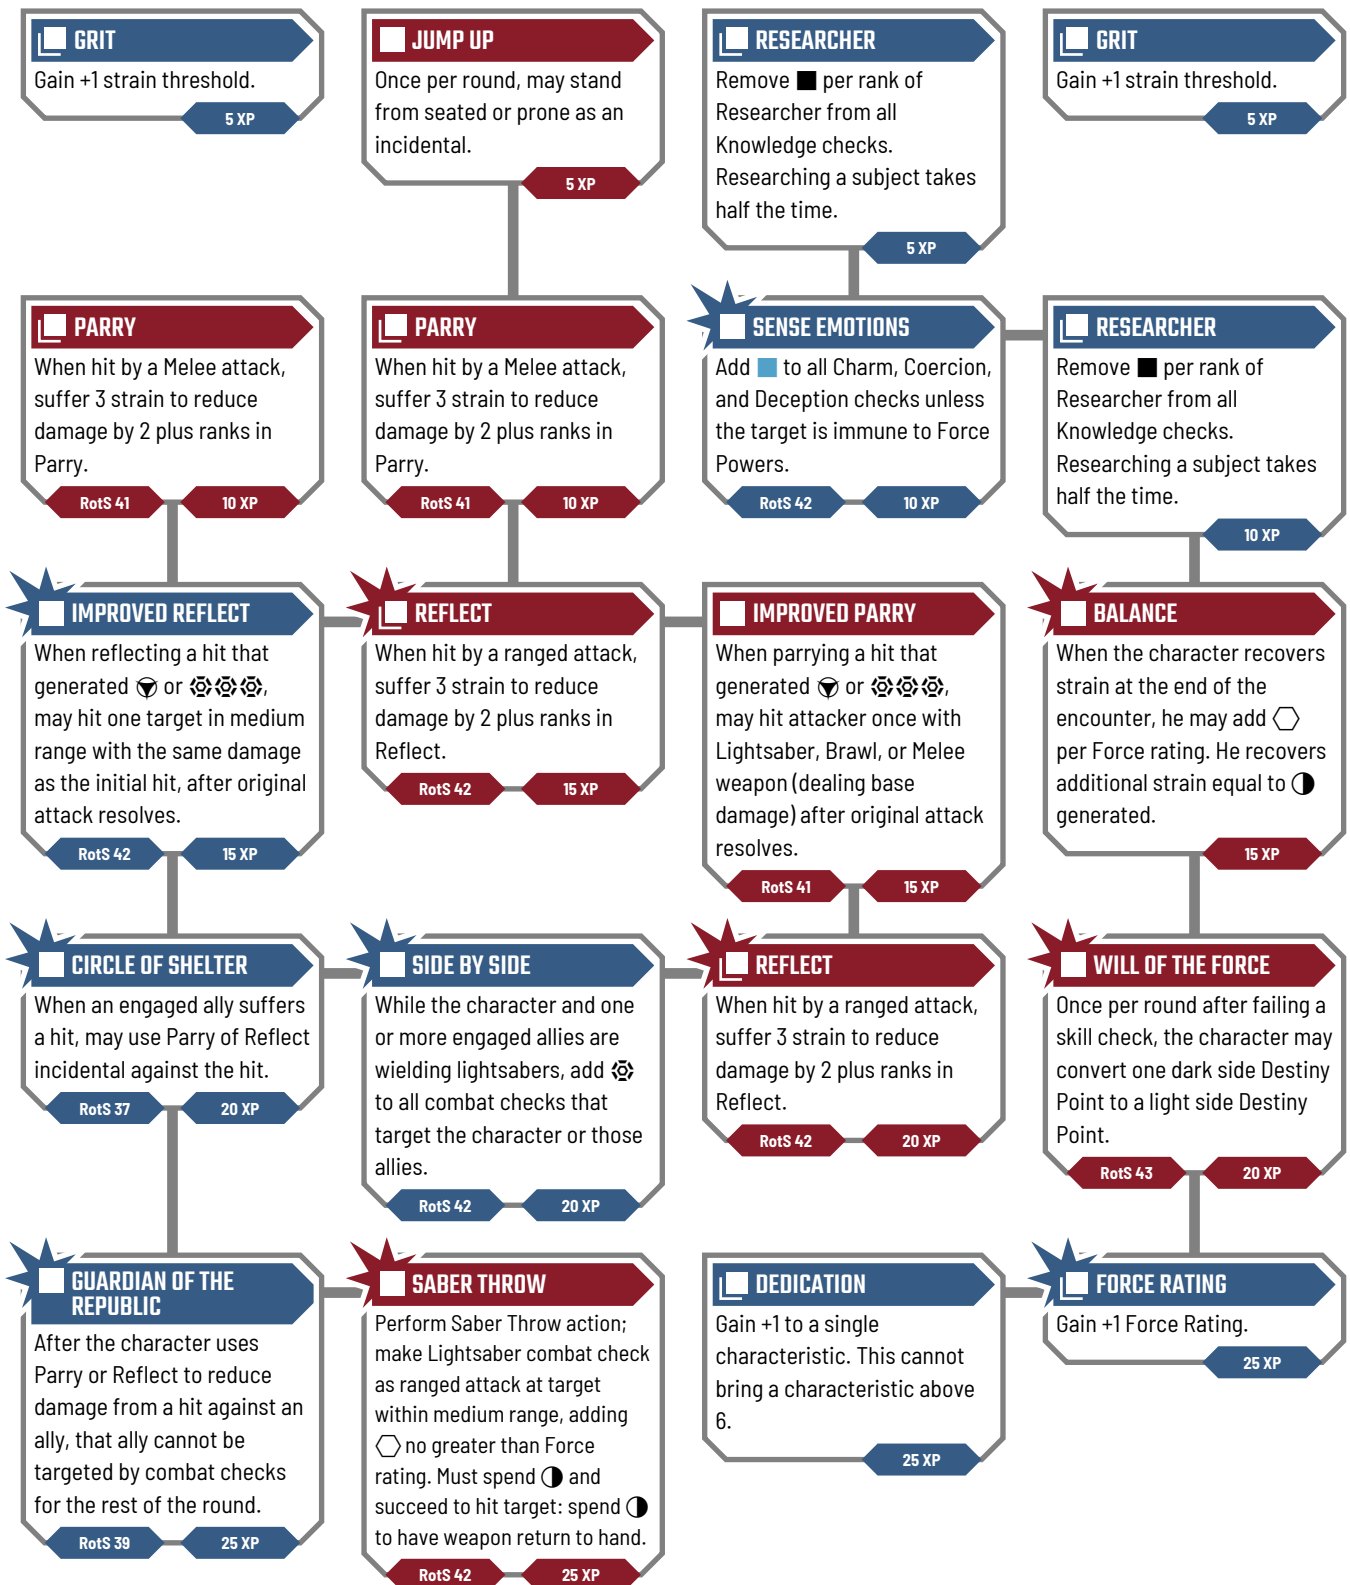 GRIT
Gain +1 strain threshold.
5 XP
JUMP UP
Once per round, may stand
from seated or prone as an
incidental.
5 XP
RESEARCHER
Remove per rank of
Researcher from all
Knowledge checks.
Researching a subject takes
half the time.
5 XP
GRIT
Gain +1 strain threshold.
5 XP
PARRY
When hit by a Melee attack,
suffer 3 strain to reduce
damage by 2 plus ranks in
Parry.
RotS 41
10 XP
PARRY
When hit by a Melee attack,
suffer 3 strain to reduce
damage by 2 plus ranks in
Parry.
RotS 41
10 XP
SENSE EMOTIONS
Add to all Charm, Coercion,
and Deception checks unless
the target is immune to Force
Powers.
RotS 42
10 XP
RESEARCHER
Remove per rank of
Researcher from all
Knowledge checks.
Researching a subject takes
half the time.
10 XP
IMPROVED REFLECT
When reflecting a hit that
generated or ,
may hit one target in medium
range with the same damage
as the initial hit, after original
attack resolves.
RotS 42
15 XP
REFLECT
When hit by a ranged attack,
suffer 3 strain to reduce
damage by 2 plus ranks in
Reflect.
RotS 42
15 XP
IMPROVED PARRY
When parrying a hit that
generated or ,
may hit attacker once with
Lightsaber, Brawl, or Melee
weapon (dealing base
damage) after original attack
resolves.
RotS 41
15 XP
BALANCE
When the character recovers
strain at the end of the
encounter, he may add
per Force rating. He recovers
additional strain equal to
generated.
15 XP
CIRCLE OF SHELTER
When an engaged ally suffers
a hit, may use Parry of Reflect
incidental against the hit.
RotS 37
20 XP
SIDE BY SIDE
While the character and one
or more engaged allies are
wielding lightsabers, add
to all combat checks that
target the character or those
allies.
RotS 42
20 XP
REFLECT
When hit by a ranged attack,
suffer 3 strain to reduce
damage by 2 plus ranks in
Reflect.
RotS 42
20 XP
WILL OF THE FORCE
Once per round after failing a
skill check, the character may
convert one dark side Destiny
Point to a light side Destiny
Point.
RotS 43
20 XP
GUARDIAN OF THE
REPUBLIC
After the character uses
Parry or Reflect to reduce
damage from a hit against an
ally, that ally cannot be
targeted by combat checks
for the rest of the round.
RotS 39
25 XP
SABER THROW
Perform Saber Throw action;
make Lightsaber combat check
as ranged attack at target
within medium range, adding
no greater than Force
rating. Must spend and
succeed to hit target: spend
to have weapon return to hand.
RotS 42
25 XP
DEDICATION
Gain +1 to a single
characteristic. This cannot
bring a characteristic above
6.
25 XP
FORCE RATING
Gain +1 Force Rating.
25 XP